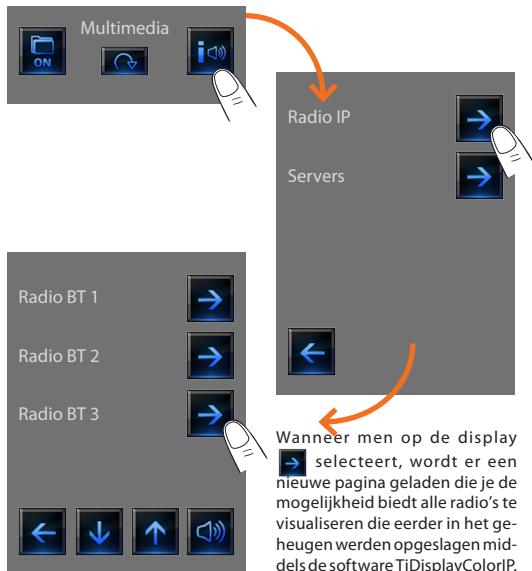 Multimedia
ON
i
Radio IP
Servers
Radio BT 1
Radio BT 2
Radio BT 3
Wanneer men op de display
selecteert, wordt er een
nieuwe pagina geladen die je de
mogelijkheid biedt alle radio's te
visualiseren die eerder in het ge-
heugen werden opgeslagen mid-
dels de software TiDisplayColorIP.